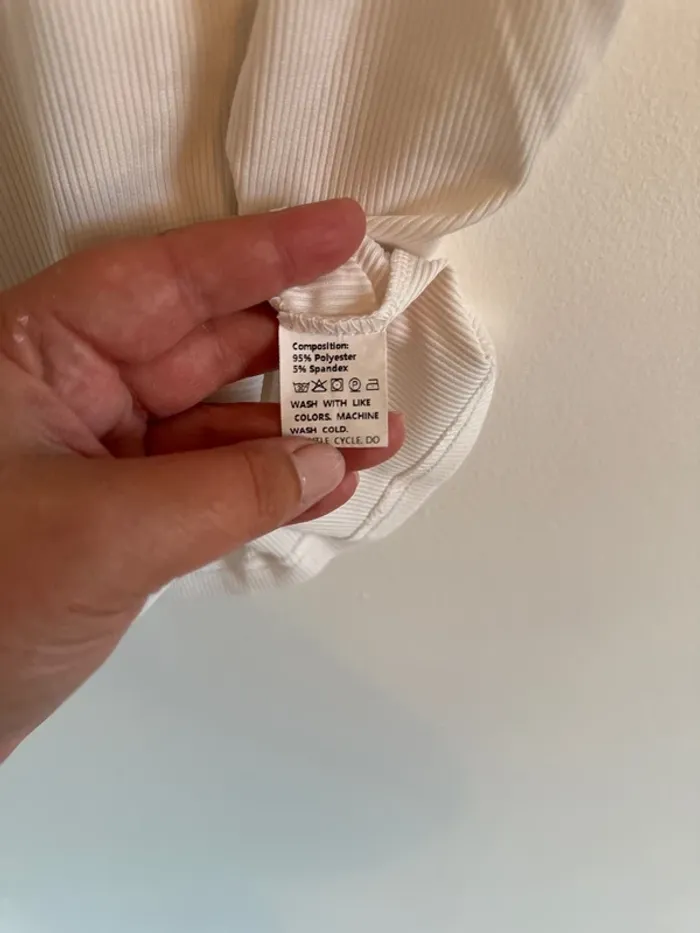 Composition:
95% Polyester
5% Spandex
WASH WITH LIKE
COLORS. MACHINE
WASH COLD.
CYCLE, DO